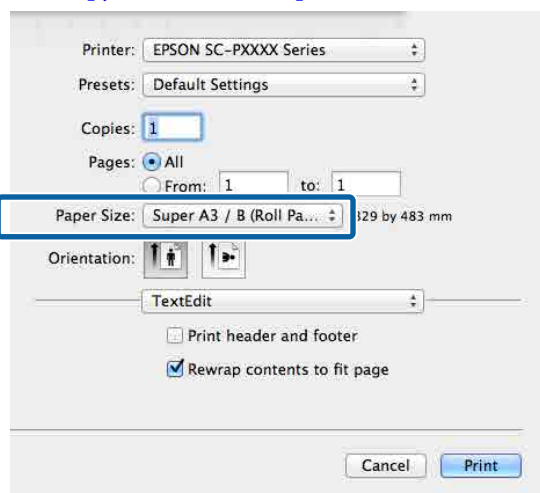 Printer: EPSON SC-PXXXX Series
Presets: Default Settings
Copies: 1
Pages: All
From: 1 to: 1
Paper Size: Super A3 / B (Roll Pa... 329 by 483 mm
Orientation:
TextEdit
Print header and footer
Rewrap contents to fit page
Cancel Print